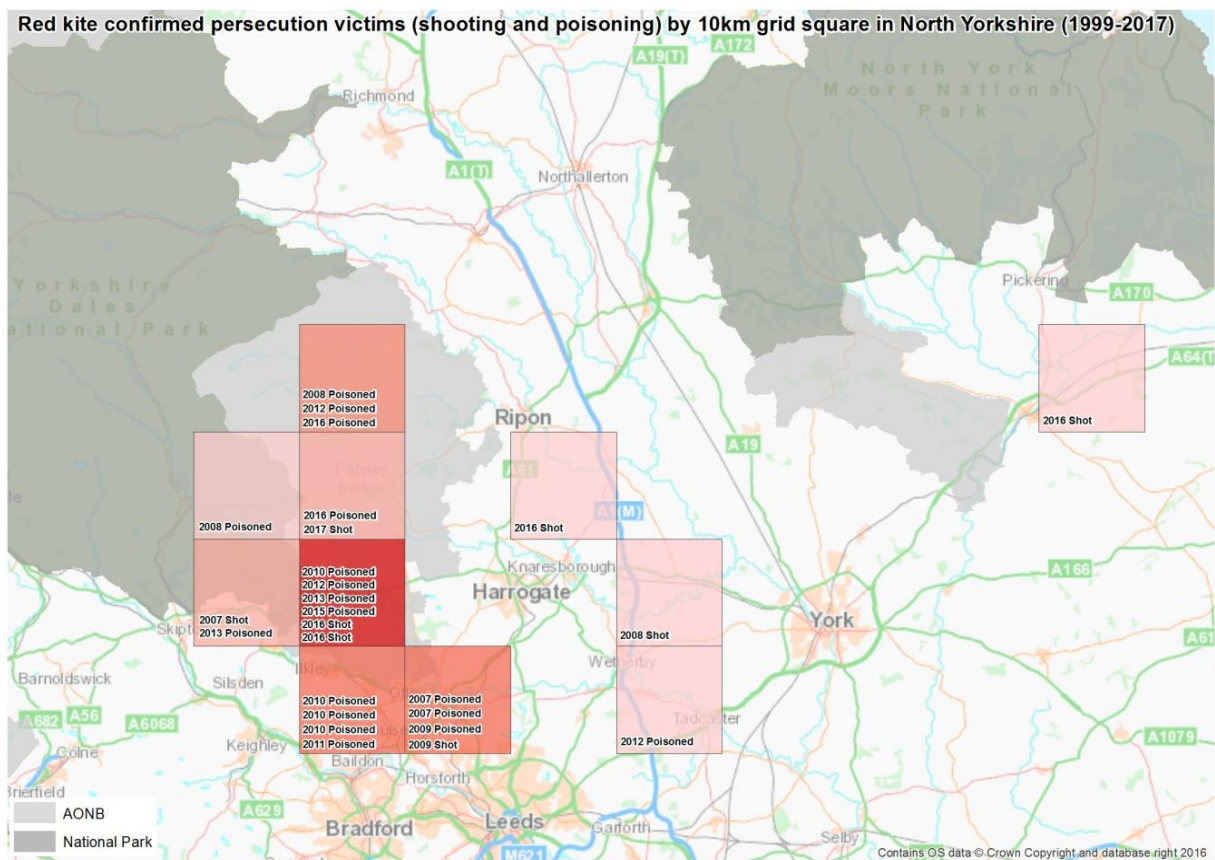 Red kite confirmed persecution victims (shooting and poisoning) by 10km grid square in North Yorkshire (1999-2017)
A172
A19(T)
North York
Moors National
Park
Richmond
A1(T)
Northallerton
Yorkshire
Dales
National Park
Pickering
A170
A64(T
2008 Poisoned
2012 Poisoned
2016 Poisoned
Ripon
2016 Shot
A19
A61
Pateley
Bridge
2008 Poisoned
2016 Poisoned
2017 Shot
2016 Shot
A1(M)
Knaresborough
Harrogate
A166
2010 Poisoned
2012 Poisoned
2013 Poisoned
2015 Poisoned
2016 Shot
2016 Shot
2007 Shot
2013 Poisoned
Skipt
York
2008 Shot
A61
Wetherby
Ilkley
Barnoldswick
Silsden
2010 Poisoned
2010 Poisoned
2010 Poisoned
2011 Poisoned
2007 Poisoned
2007 Poisoned
2009 Poisoned
2009 Shot
Tadcaster
2012 Poisoned
A682
A56
A6068
A1079
Colne
Keighley
Baildon
Horsforth
Brierfield
A629
AONB
National Park
Bradford
Leeds
Garforth
Selby
M621
Contains OS data © Crown Copyright and database right 2016